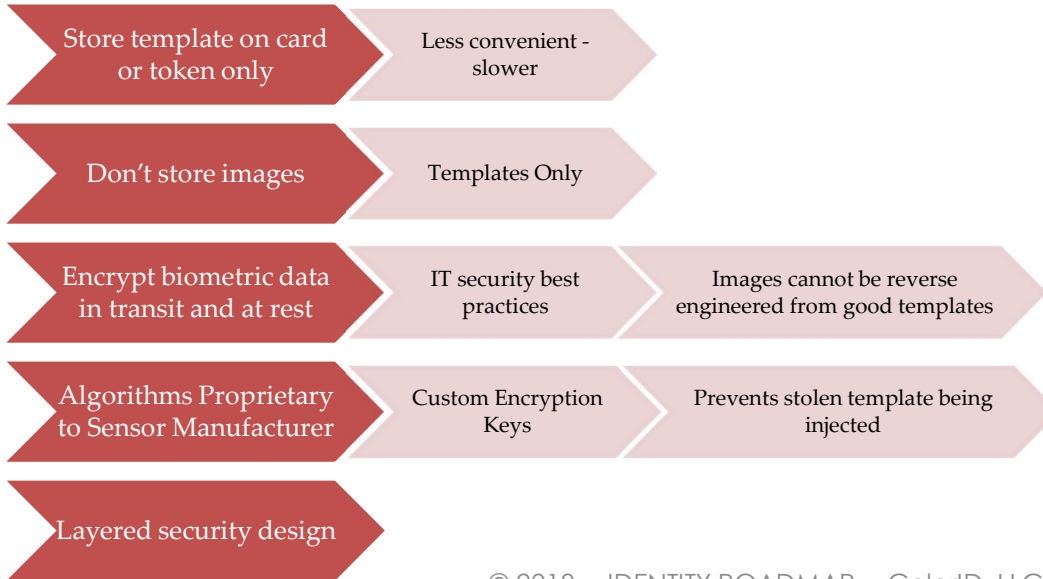 Store template on card
or token only
Less convenient -
slower
Don't store images
Templates Only
Encrypt biometric data
in transit and at rest
IT security best
practices
Images cannot be reverse
engineered from good templates
Algorithms Proprietary
to Sensor Manufacturer
Custom Encryption
Keys
Prevents stolen template being
injected
Layered security design
IDENTITY ROADMAP